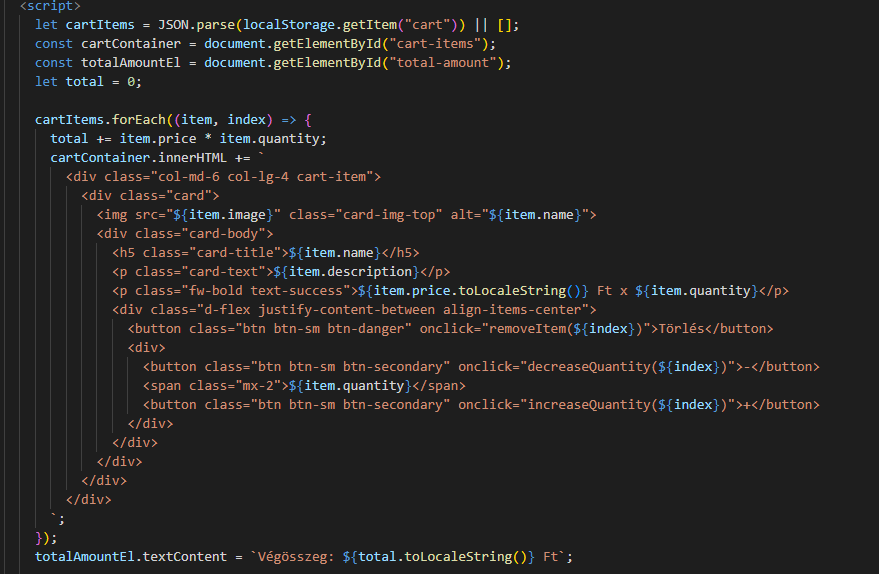 <script>
let cartItems = JSON.parse(localStorage.getItem("cart")) || [];
const cartContainer = document.getElementById("cart-items");
const totalAmountEl = document.getElementById("total-amount");
let total = 0;

cartItems.forEach((item, index) => {
  total += item.price * item.quantity;
  cartContainer.innerHTML += `
    <div class="col-md-6 col-lg-4 cart-item">
      <div class="card">
        <img src="${item.image}" class="card-img-top" alt="${item.name}">
        <div class="card-body">
          <h5 class="card-title">${item.name}</h5>
          <p class="card-text">${item.description}</p>
          <p class="fw-bold text-success">${item.price.toLocaleString()} Ft x ${item.quantity}</p>
          <div class="d-flex justify-content-between align-items-center">
            <button class="btn btn-sm btn-danger" onclick="removeItem(${index})">Törlés</button>
            <div>
              <button class="btn btn-sm btn-secondary" onclick="decreaseQuantity(${index})">-</button>
              <span class="mx-2">${item.quantity}</span>
              <button class="btn btn-sm btn-secondary" onclick="increaseQuantity(${index})">+</button>
            </div>
          </div>
        </div>
      </div>
    </div>
  `;
});
totalAmountEl.textContent = `Végösszeg: ${total.toLocaleString()} Ft`;